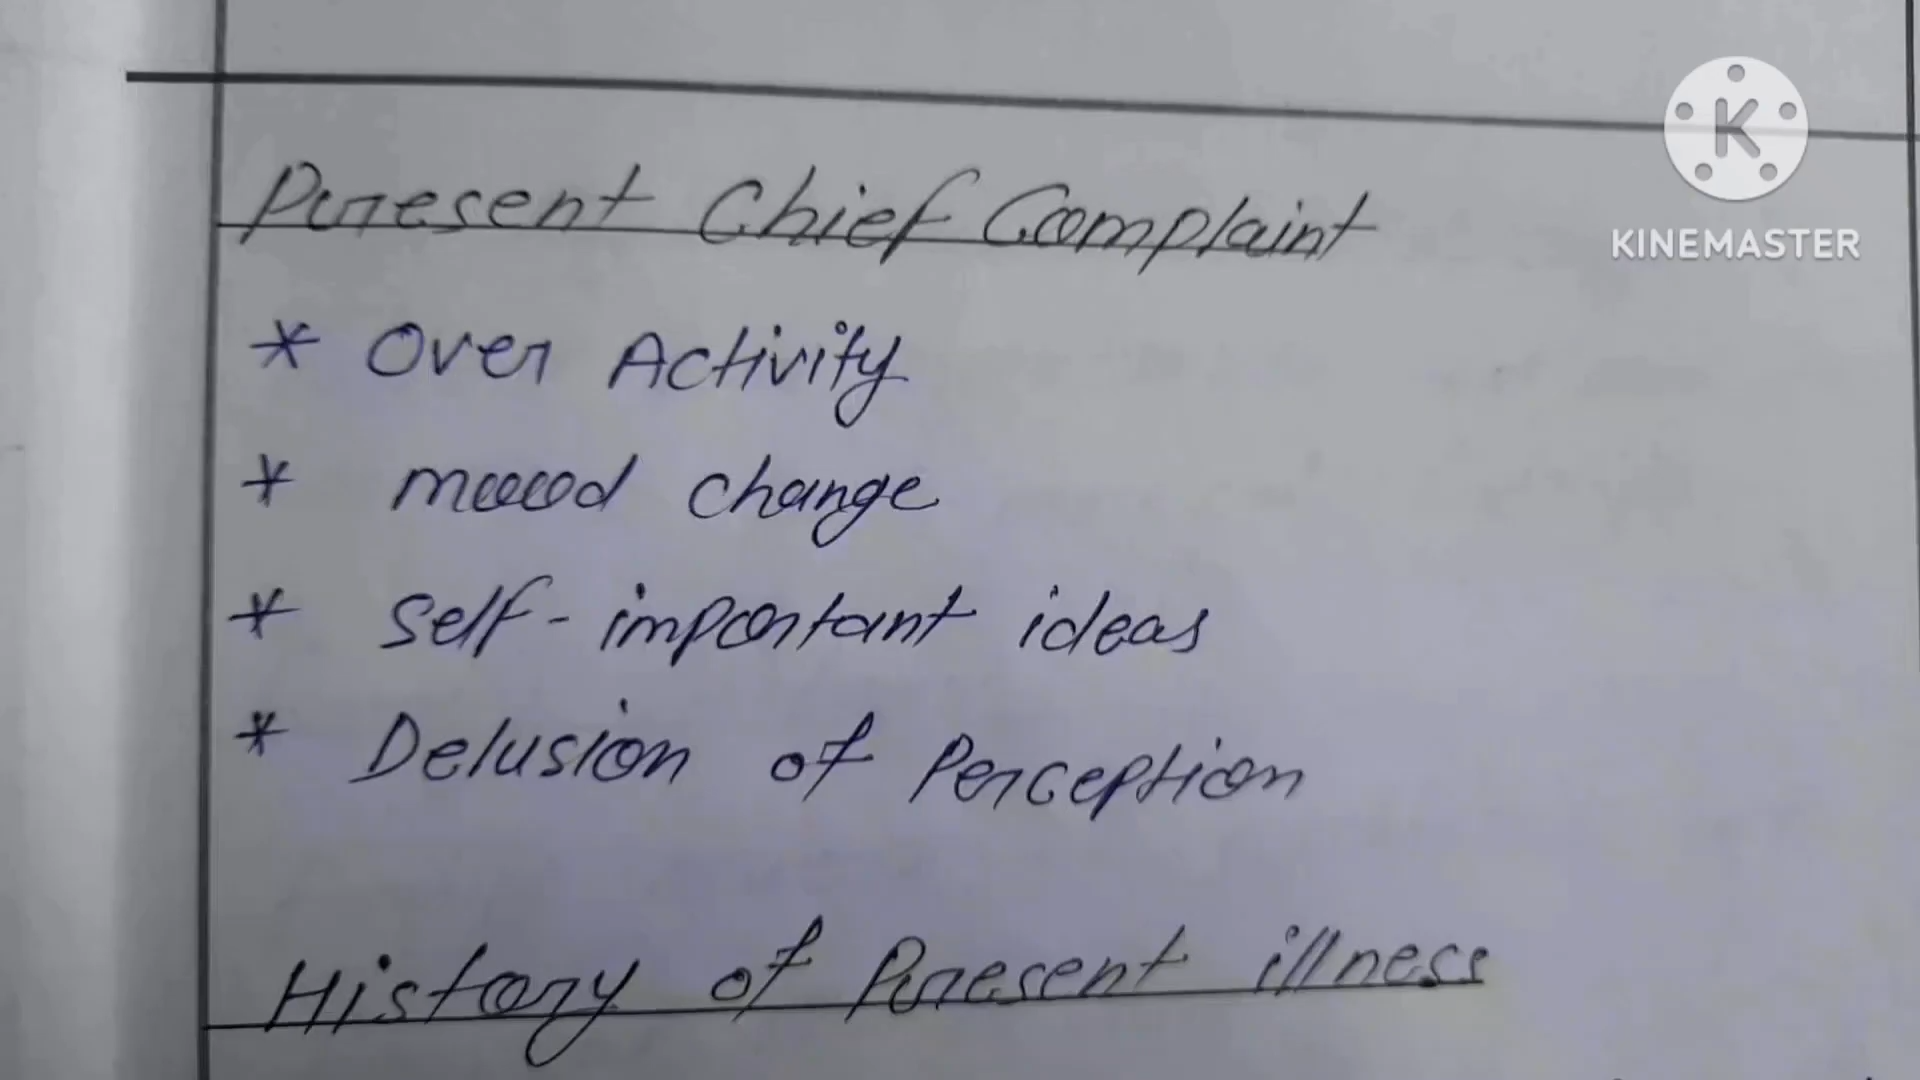 K
KINEMASTER
Present Chief Complaint
* Over Activity
* mood change
* self-important ideas
* Delusion of Perception
History of Present illness